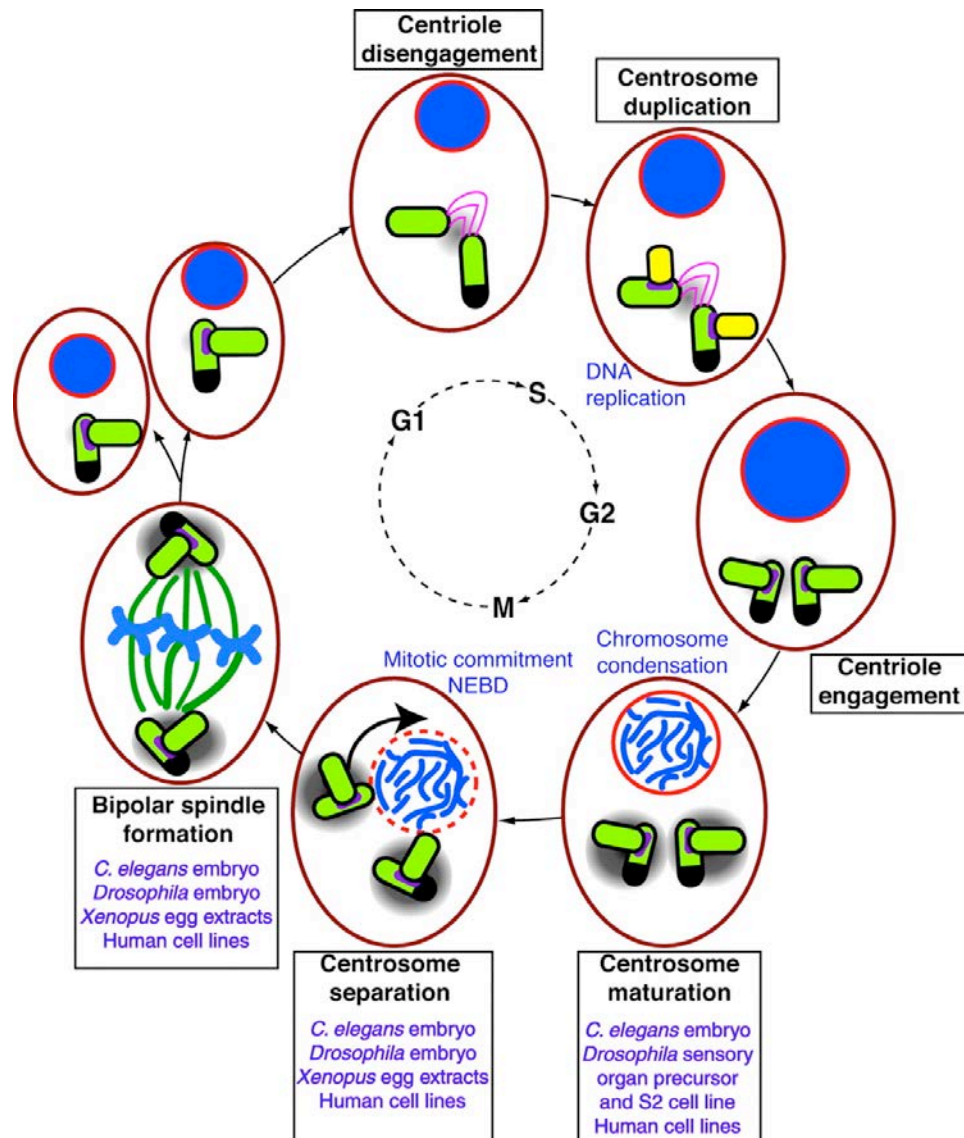 Centriole
disengagement
Centrosome
duplication
DNA
replication
G1
S
G2
M
Centriole
engagement
Chromosome
condensation
Mitotic commitment
NEBD
Bipolar spindle
formation
C. elegans embryo
Drosophila embryo
Xenopus egg extracts
Human cell lines
Centrosome
separation
C. elegans embryo
Drosophila embryo
Xenopus egg extracts
Human cell lines
Centrosome
maturation
C. elegans embryo
Drosophila sensory
organ precursor
and S2 cell line
Human cell lines